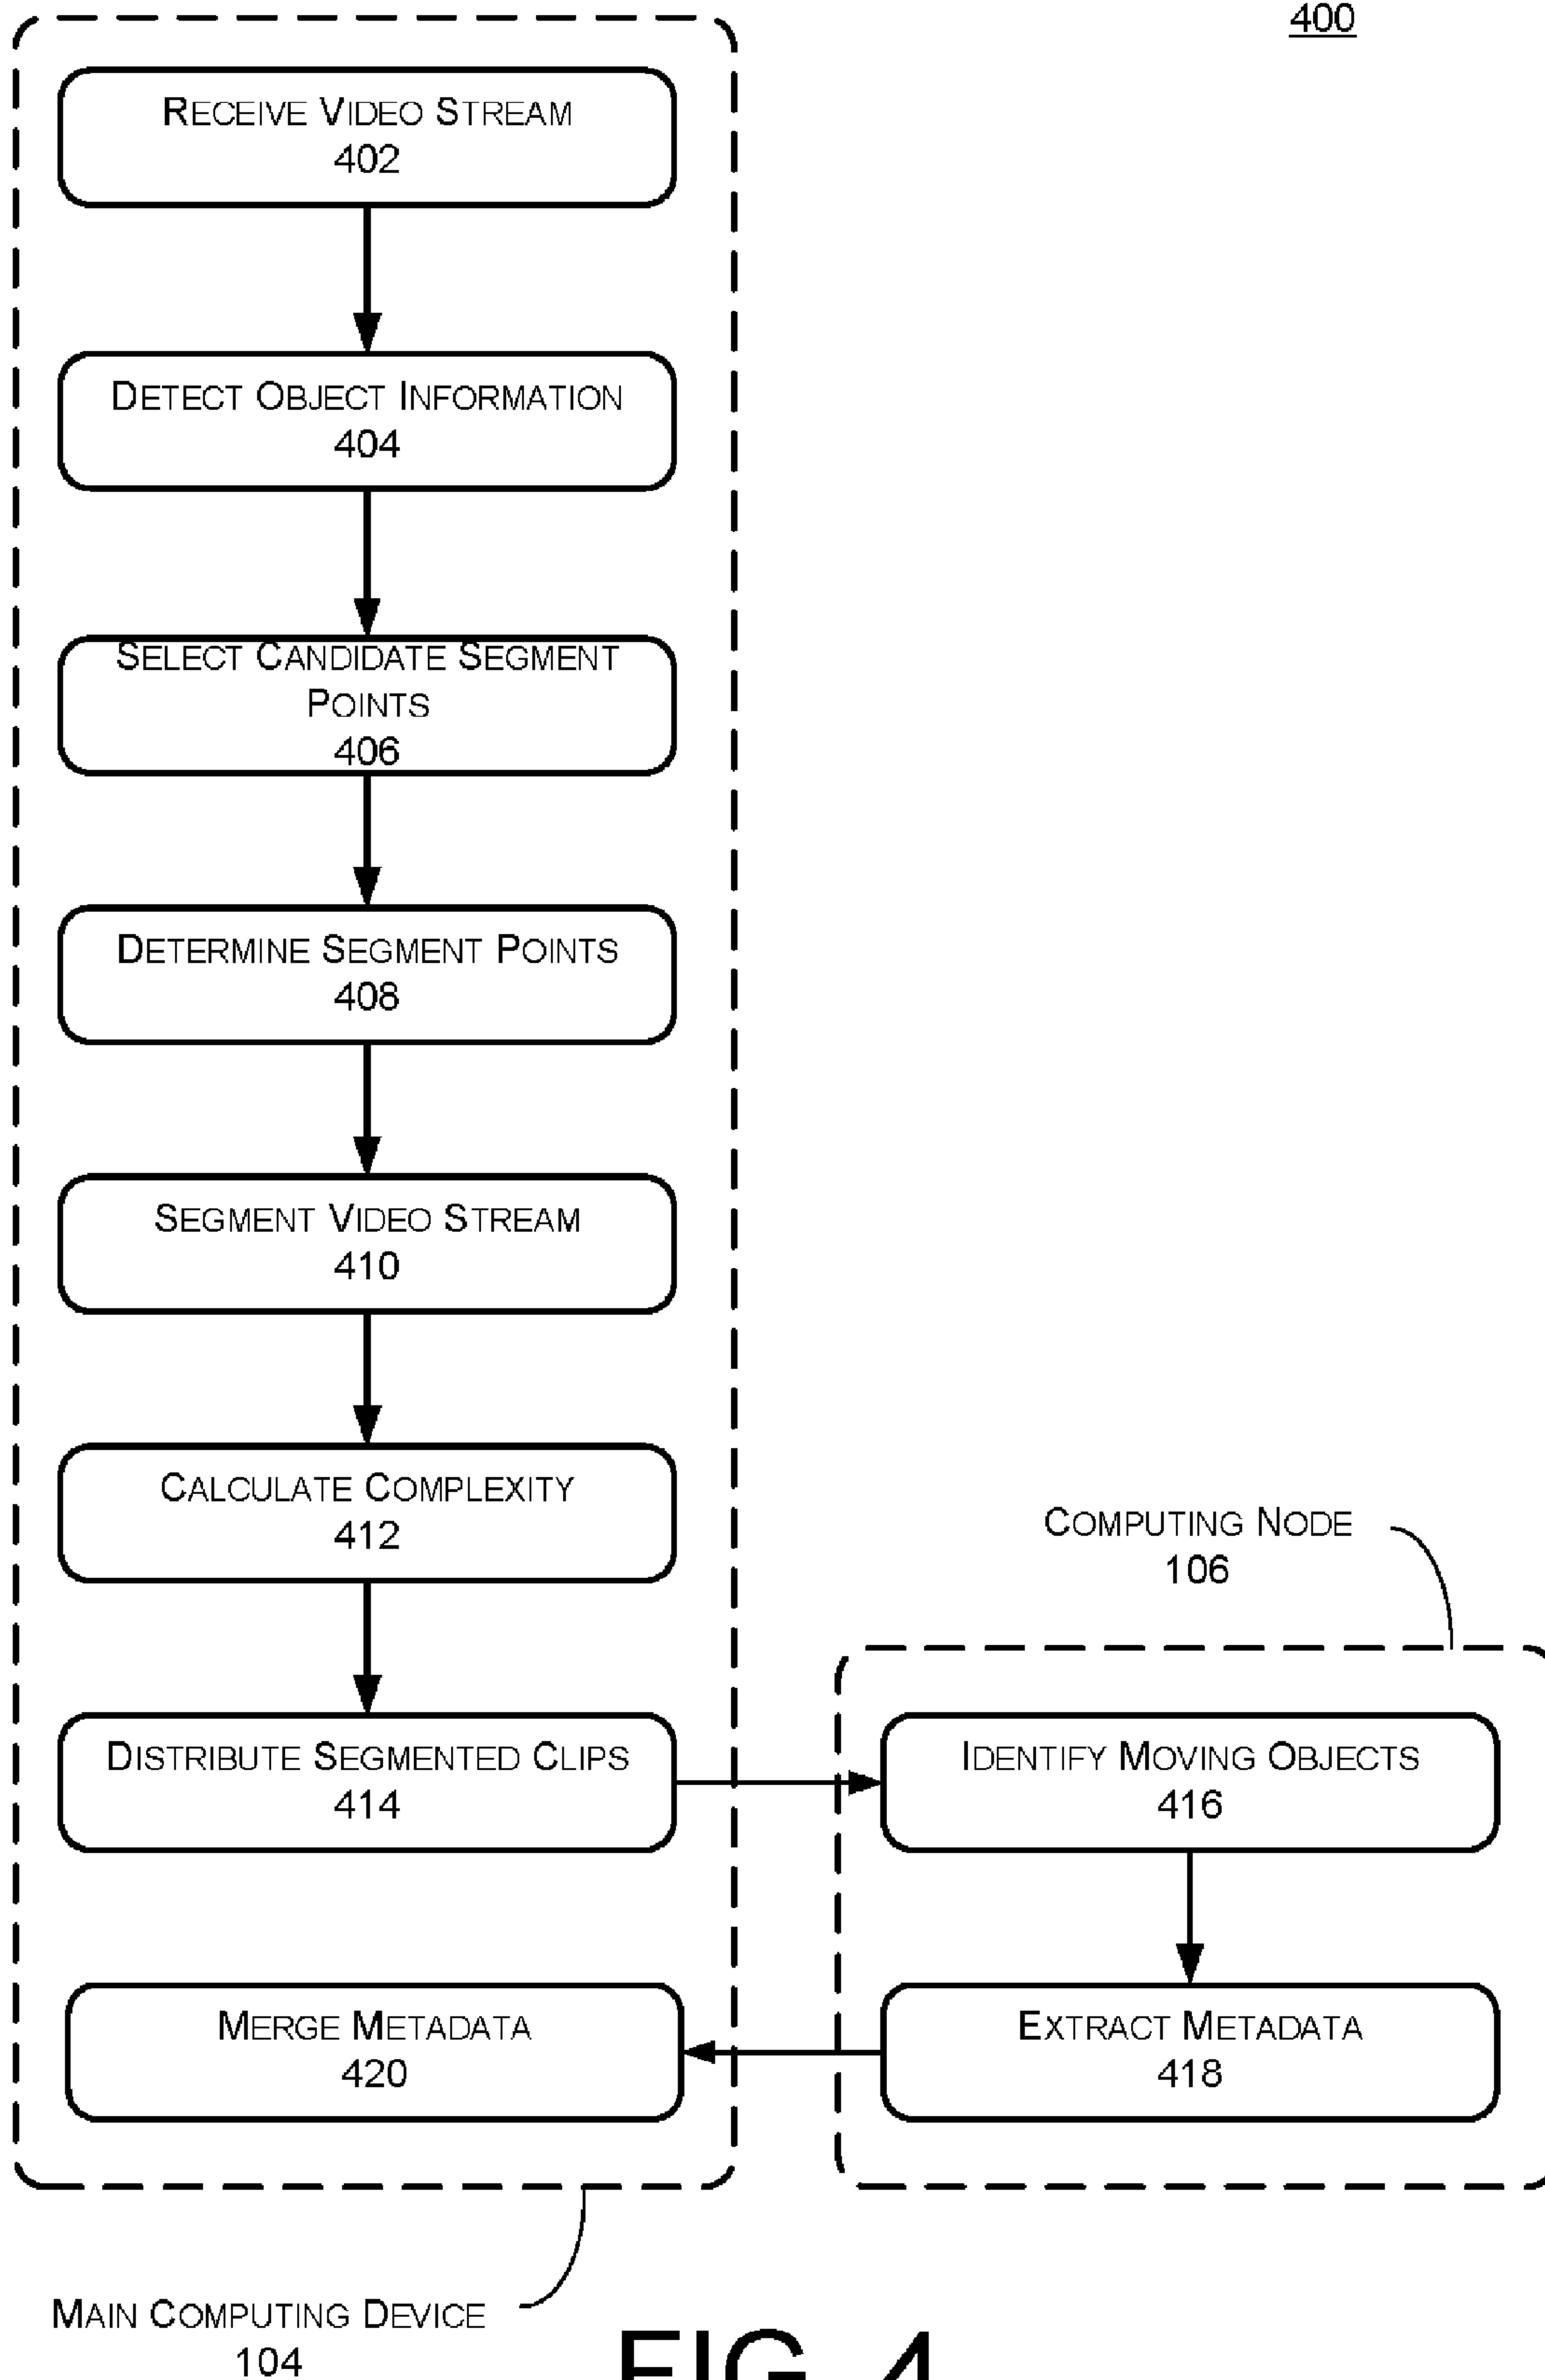 400
RECEIVE VIDEO STREAM
402
DETECT OBJECT INFORMATION
404
SELECT CANDIDATE SEGMENT
POINTS
406
DETERMINE SEGMENT POINTS
408
SEGMENT VIDEO STREAM
410
CALCULATE COMPLEXITY
412
COMPUTING NODE
106
DISTRIBUTE SEGMENTED CLIPS
414
IDENTIFY MOVING OBJECTS
416
MERGE METADATA
420
EXTRACT METADATA
418
MAIN COMPUTING DEVICE
104
FIG. 4